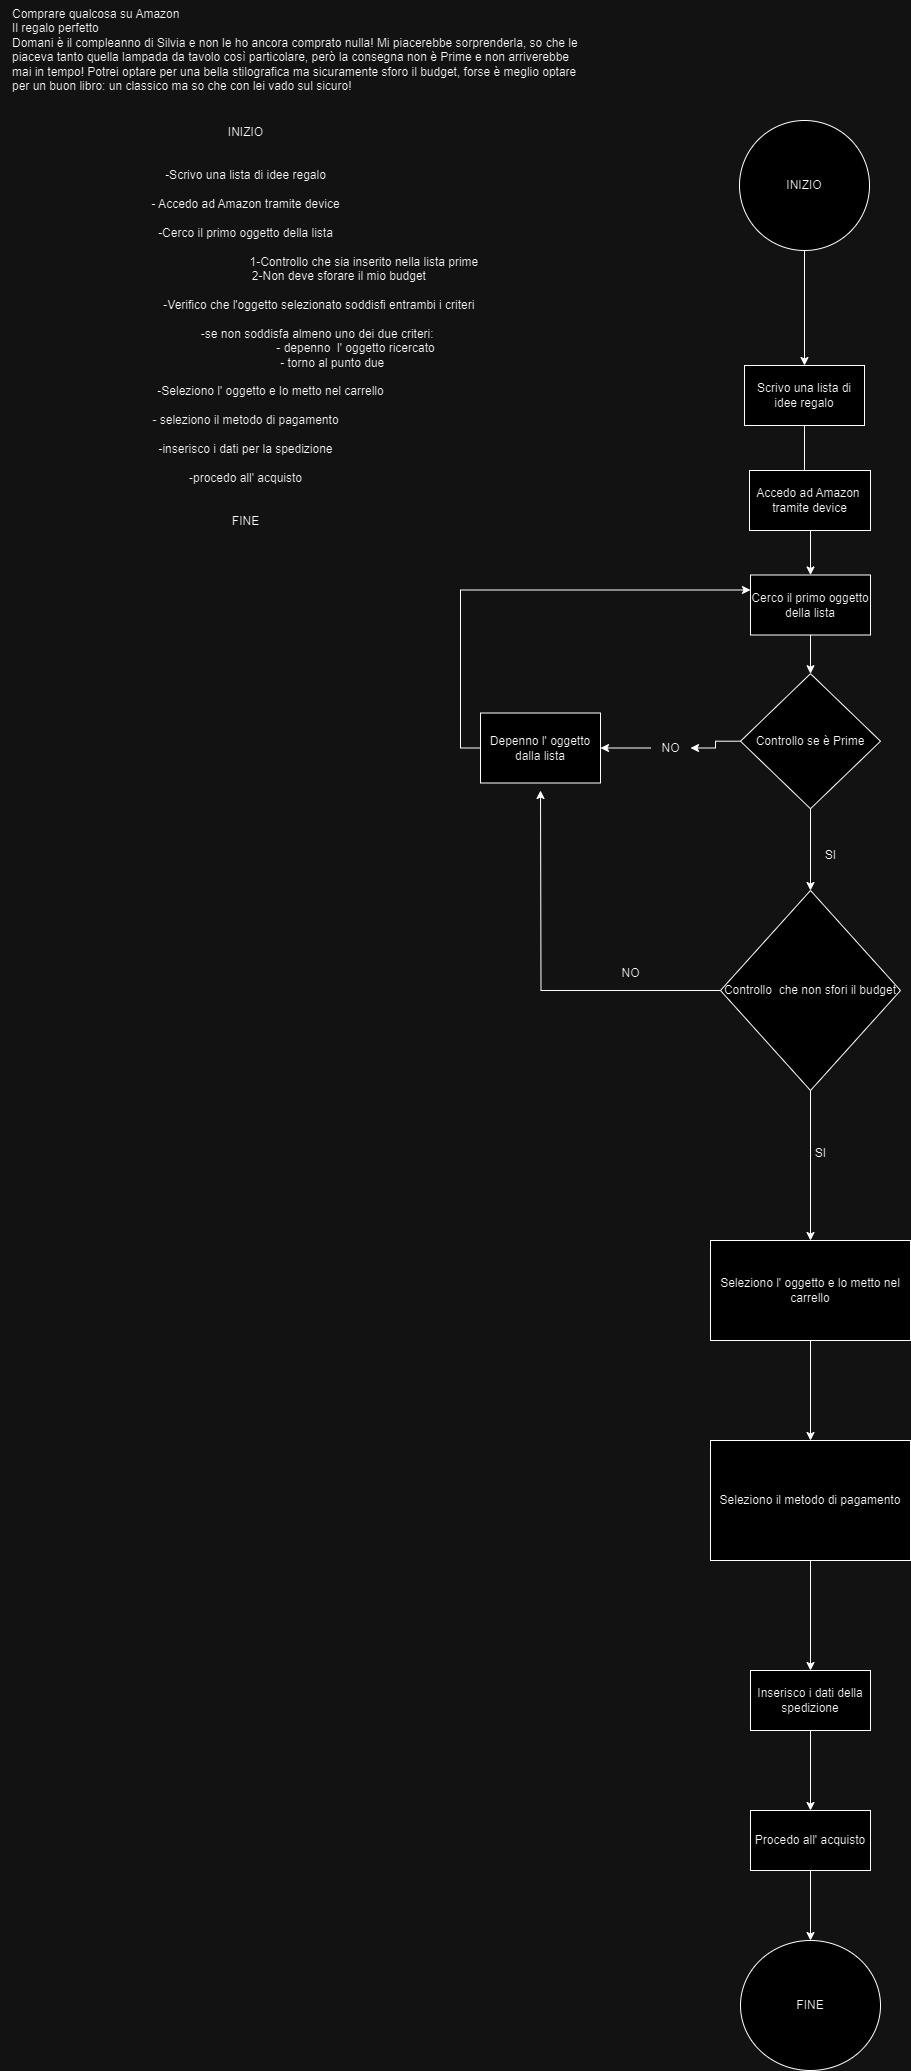 Comprare qualcosa su Amazon
Il regalo perfetto
Domani è il compleanno di Silvia e non le ho ancora comprato nulla! Mi piacerebbe sorprenderla, so che le
piaceva tanto quella lampada da tavolo così particolare, però la consegna non è Prime e non arriverebbe
mai in tempo! Potrei optare per una bella stilografica ma sicuramente sforo il budget, forse è meglio optare
per un buon libro: un classico ma so che con lei vado sul sicuro!
INIZIO
-Scrivo una lista di idee regalo
- Accedo ad Amazon tramite device
-Cerco il primo oggetto della lista
1-Controllo che sia inserito nella lista prime
2-Non deve sforare il mio budget
-Verifico che l'oggetto selezionato soddisfi entrambi i criteri
-se non soddisfa almeno uno dei due criteri:
- depenno  l' oggetto ricercato
- torno al punto due
-Seleziono l' oggetto e lo metto nel carrello
- seleziono il metodo di pagamento
-inserisco i dati per la spedizione
-procedo all' acquisto
FINE
INIZIO
Scrivo una lista di
idee regalo
Accedo ad Amazon
tramite device
Cerco il primo oggetto
della lista
Controllo se è Prime
NO
Depenno l' oggetto
dalla lista
SI
Controllo  che non sfori il budget
NO
SI
Seleziono l' oggetto e lo metto nel
carrello
Seleziono il metodo di pagamento
Inserisco i dati della
spedizione
Procedo all' acquisto
FINE